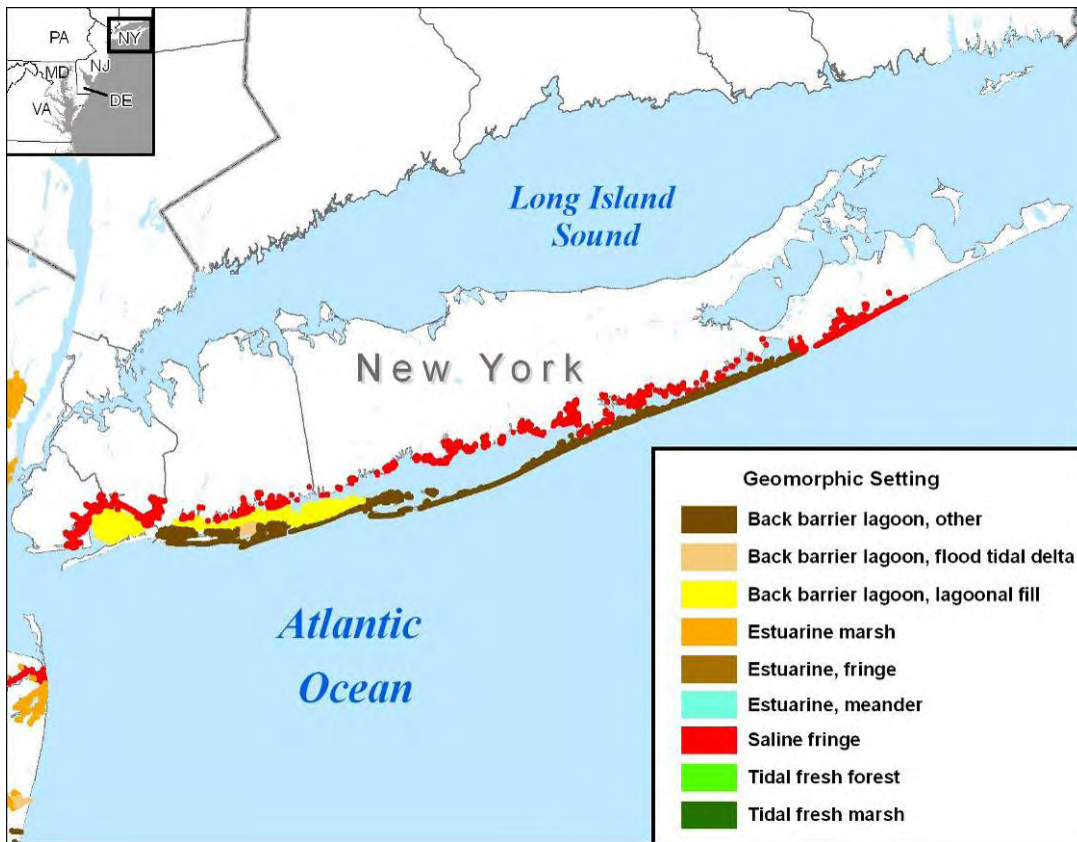 PA
NY
MD
NJ
VA
DE
Long Island
Sound
New York
Atlantic
Ocean
Geomorphic Setting
Back barrier lagoon, other
Back barrier lagoon, flood tidal delta
Back barrier lagoon, lagoonal fill
Estuarine marsh
Estuarine, fringe
Estuarine, meander
Saline fringe
Tidal fresh forest
Tidal fresh marsh